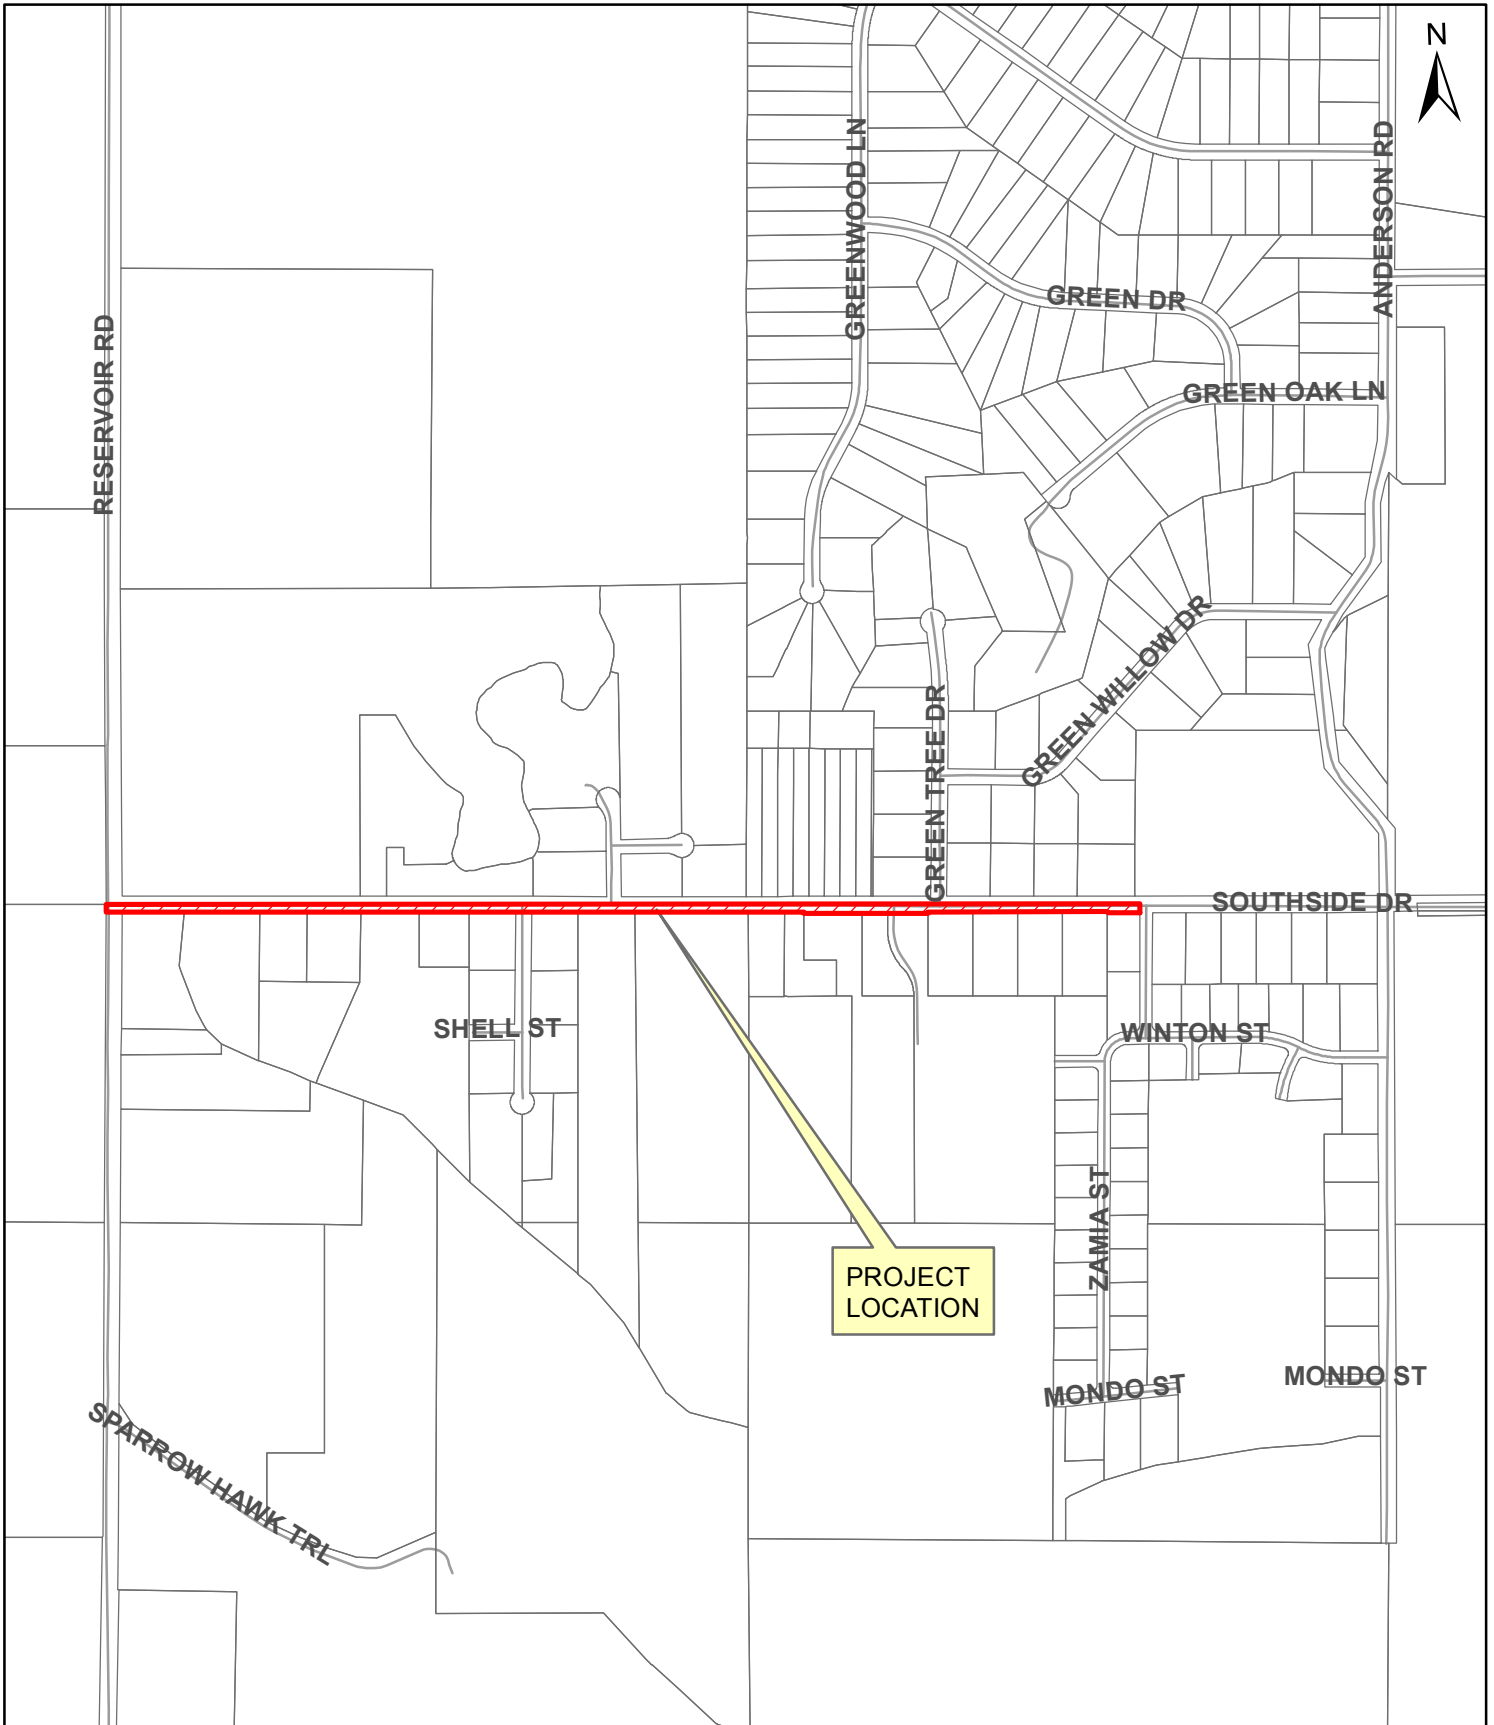 N
GREENWOOD LN
ANDERSON RD
GREEN DR
RESERVOIR RD
GREEN OAK LN
GREEN WILLOW DR
GREEN TREE DR
SOUTHSIDE DR
SHELL ST
WINTON ST
ZAMIA ST
PROJECT
LOCATION
MONDO ST
MONDO ST
SPARROW HAWK TRL